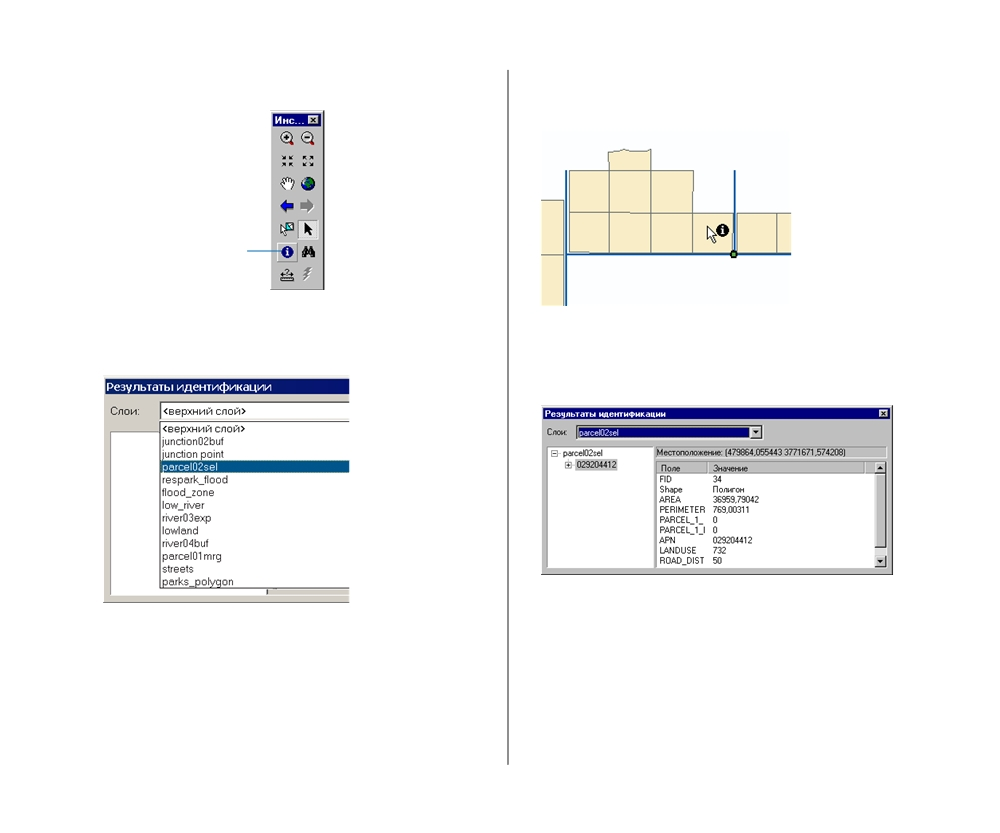 Инс...
Результаты идентификации
Слои: <верхний слой>
<верхний слой>
junction02buf
junction point
parcel02sel
respark_flood
flood_zone
low_river
river03exp
lowland
river04buf
parcel01mrg
streets
parks_polygon
Результаты идентификации
Слои: parcel02sel
parcel02sel
029204412
Местоположение: (479864,055443 3771671,574208)
Поле Значение
FID 34
Shape Полигон
AREA 36959,79042
PERIMETER 769,00311
PARCEL_1_ 0
PARCEL_1_I 0
APN 029204412
LANDUSE 732
ROAD_DIST 50